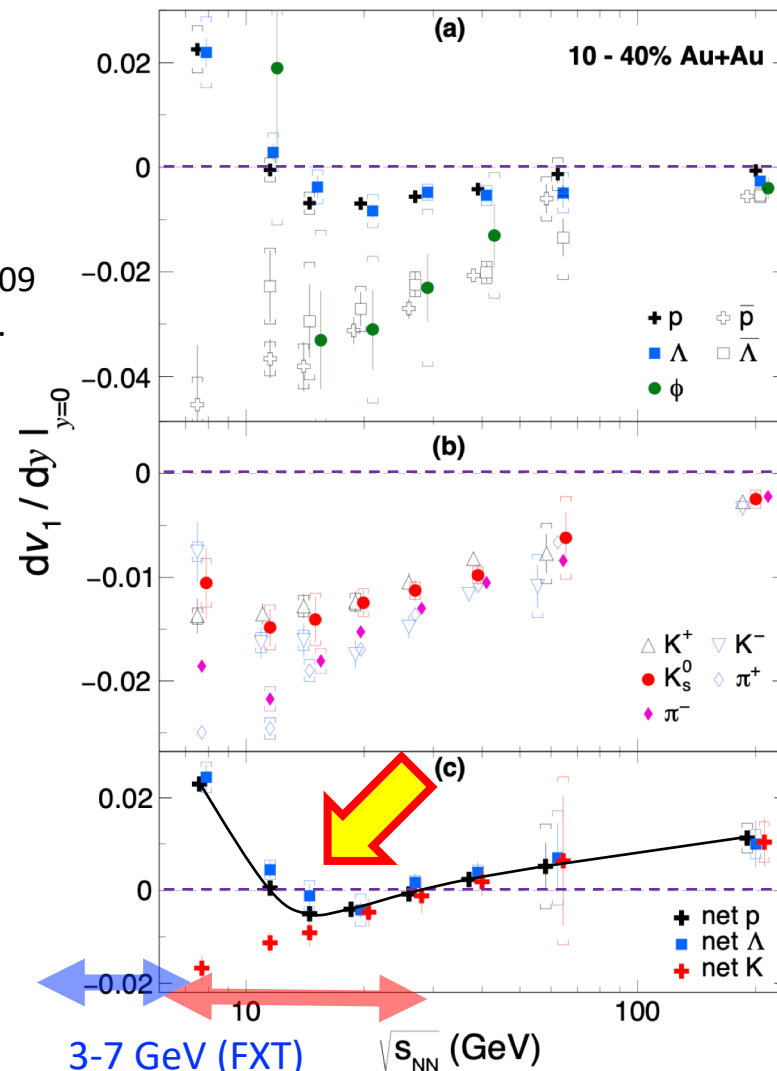 (a)
10 - 40% Au+Au
0.02
0
−0.02
−0.04
09
.
p p̅
Λ Λ̅
ϕ
dv₁ / dy |y=0
(b)
0
−0.01
−0.02
K⁺ K⁻
K⁰s π⁺
π⁻
(c)
0.02
0
−0.02
net p
net Λ
net K
10 100
3-7 GeV (FXT) √sNN (GeV)